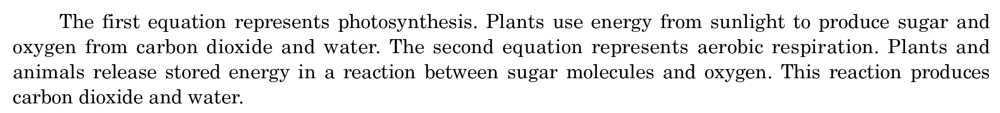 The first equation represents photosynthesis. Plants use energy from sunlight to produce sugar and
oxygen from carbon dioxide and water. The second equation represents aerobic respiration. Plants and
animals release stored energy in a reaction between sugar molecules and oxygen. This reaction produces
carbon dioxide and water.